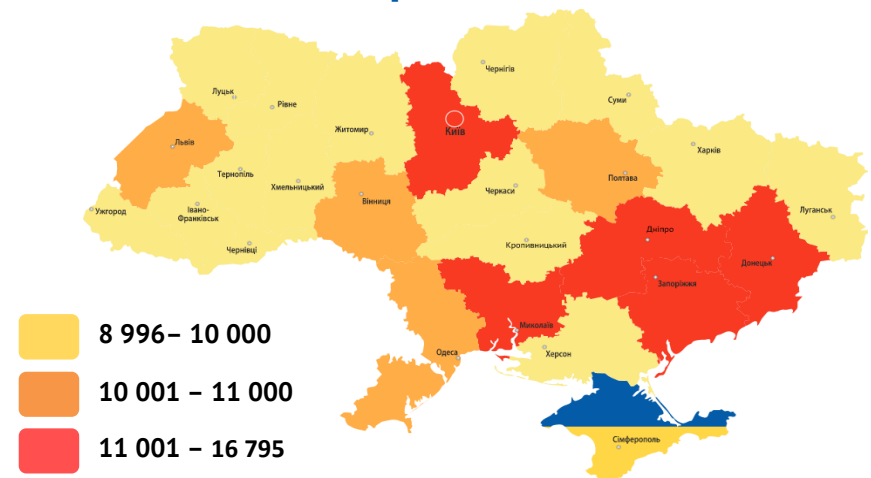 Чернігів
Луцьк
Рівне
Суми
Житомир
Київ
Львів
Харків
Тернопіль
Хмельницький
Полтава
Черкаси
Вінниця
Ужгород
Івано-
Франківськ
Луганськ
Чернівці
Дніпро
Кропивницький
Донецьк
Запоріжжя
Миколаїв
Одеса
Херсон
Сімферополь
8 996– 10 000
10 001 – 11 000
11 001 – 16 795